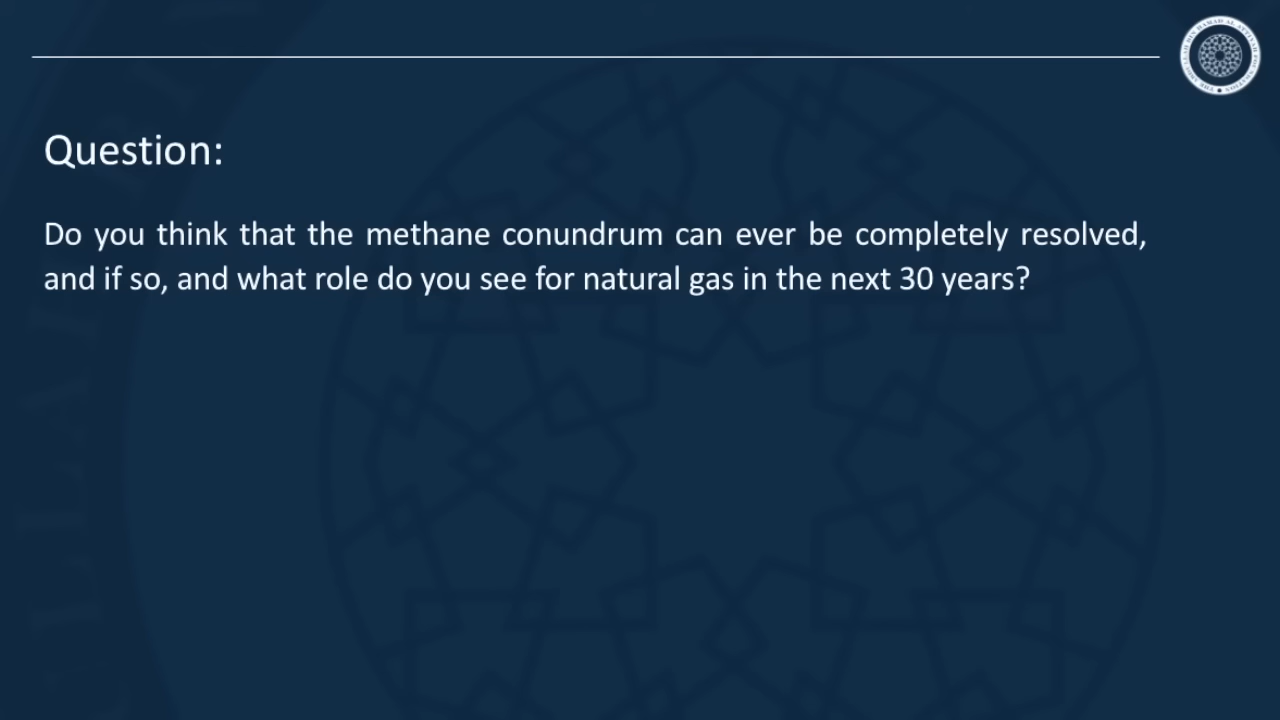 Question:
Do you think that the methane conundrum can ever be completely resolved,
and if so, and what role do you see for natural gas in the next 30 years?